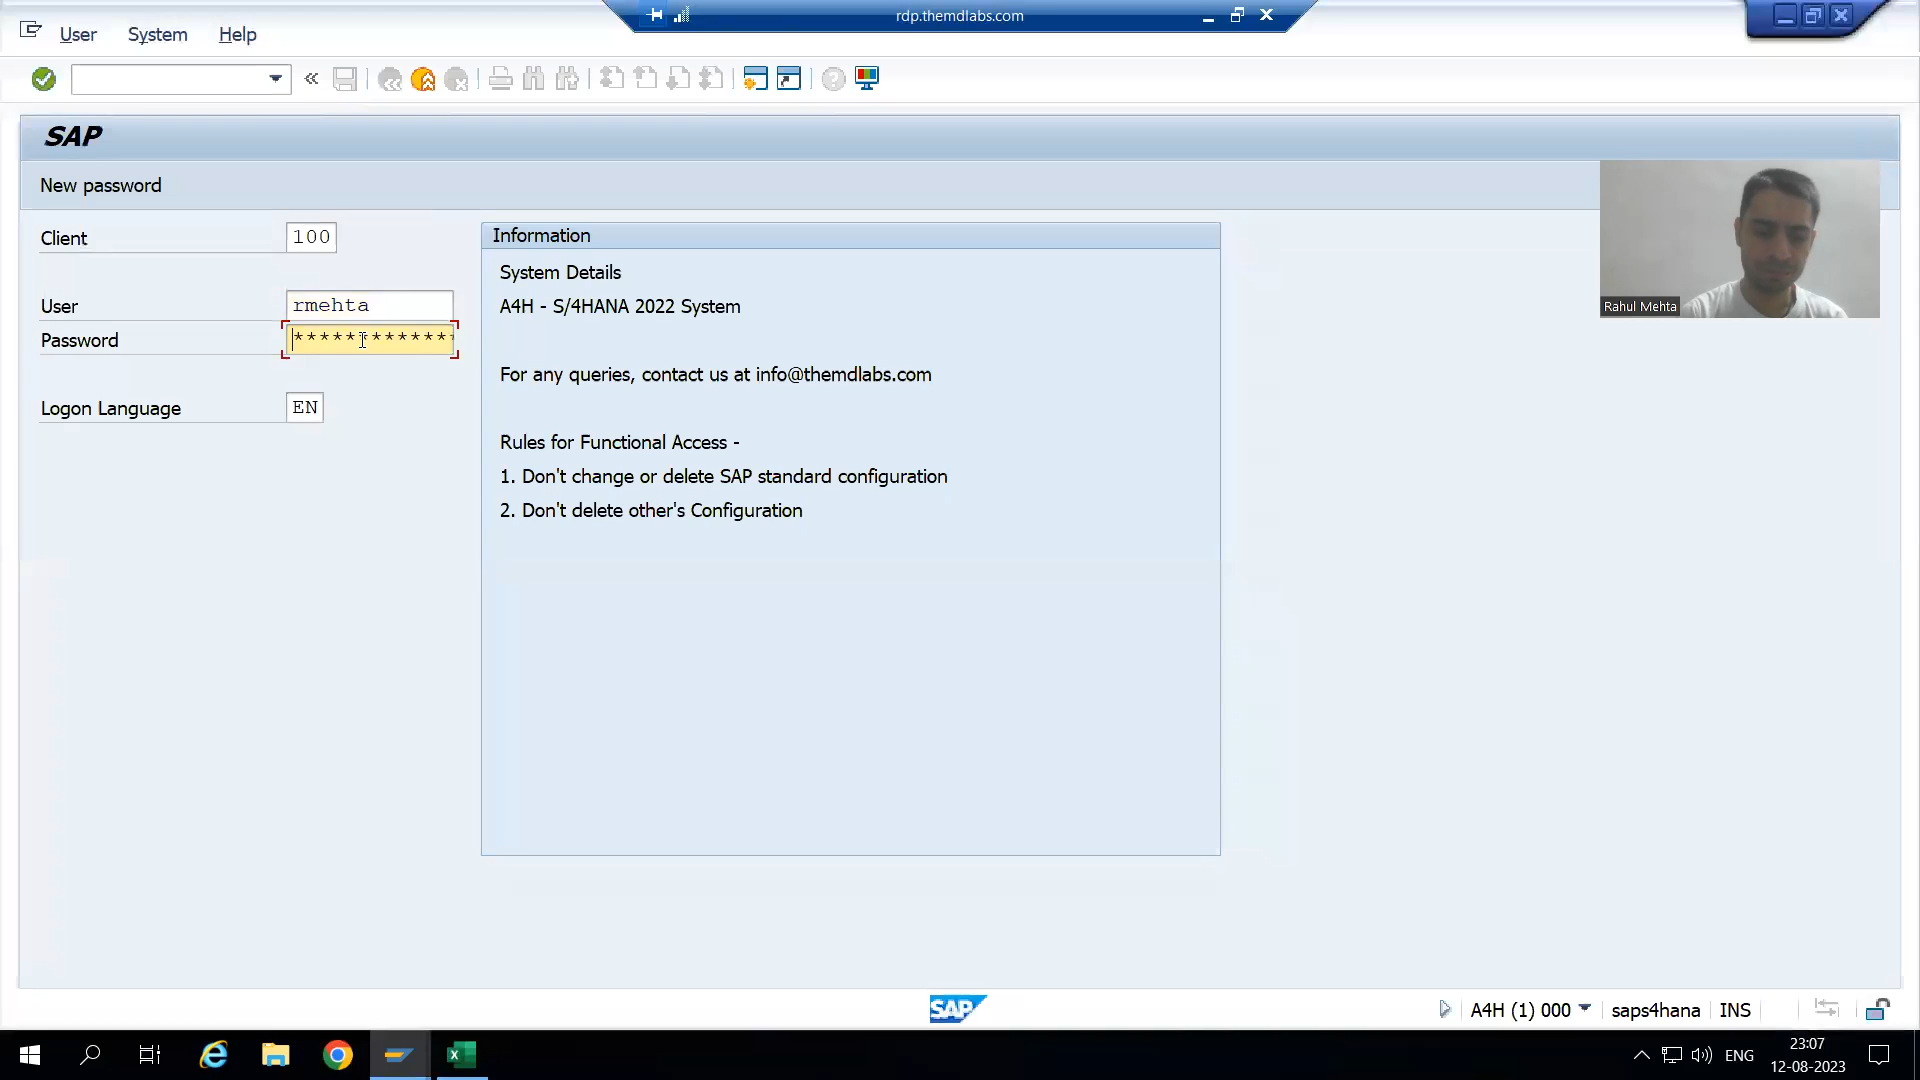 rdp.themdlabs.com
User System Help
SAP
New password
Client 100
User rmehta
Password *************
Logon Language EN
Information
System Details
A4H - S/4HANA 2022 System
For any queries, contact us at info@themdlabs.com
Rules for Functional Access -
1. Don't change or delete SAP standard configuration
2. Don't delete other's Configuration
Rahul Mehta
SAP
A4H (1) 000 saps4hana INS
ENG
23:07
12-08-2023